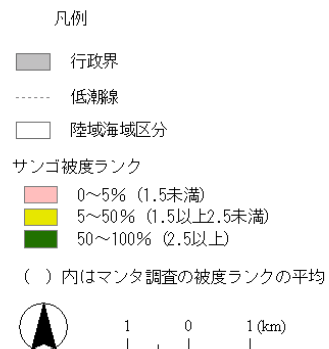 凡例
行政界
低潮線
陸域海域区分
サンゴ被度ランク
0～5% (1.5未満)
5～50% (1.5以上2.5未満)
50～100% (2.5以上)
( ) 内はマンタ調査の被度ランクの平均
1 0 1 (km)